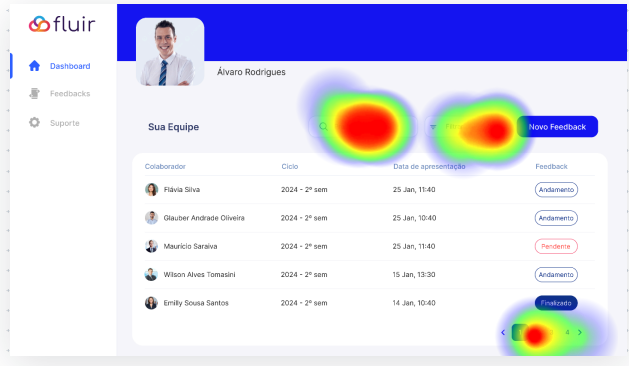 fluir
Álvaro Rodrigues
Dashboard
Feedbacks
Suporte
Sua Equipe
Novo Feedback
Colaborador Ciclo Data de apresentação Feedback
Flávia Silva 2024 - 2º sem 25 Jan, 11:40 Andamento
Glauber Andrade Oliveira 2024 - 2º sem 25 Jan, 10:40 Andamento
Maurício Saraiva 2024 - 2º sem 25 Jan, 11:40 Pendente
Wilson Alves Tomasini 2024 - 2º sem 15 Jan, 13:30 Andamento
Emilly Sousa Santos 2024 - 2º sem 14 Jan, 10:40 Finalizado
4